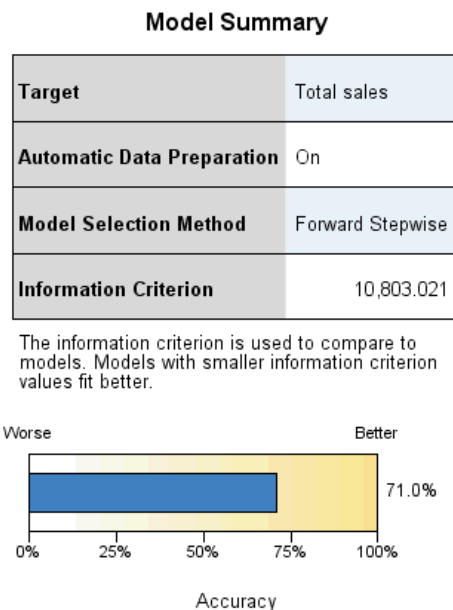 Model Summary
Target Total sales
Automatic Data Preparation On
Model Selection Method Forward Stepwise
Information Criterion 10,803.021
The information criterion is used to compare to
models. Models with smaller information criterion
values fit better.
Worse Better
71.0%
0% 25% 50% 75% 100%
Accuracy